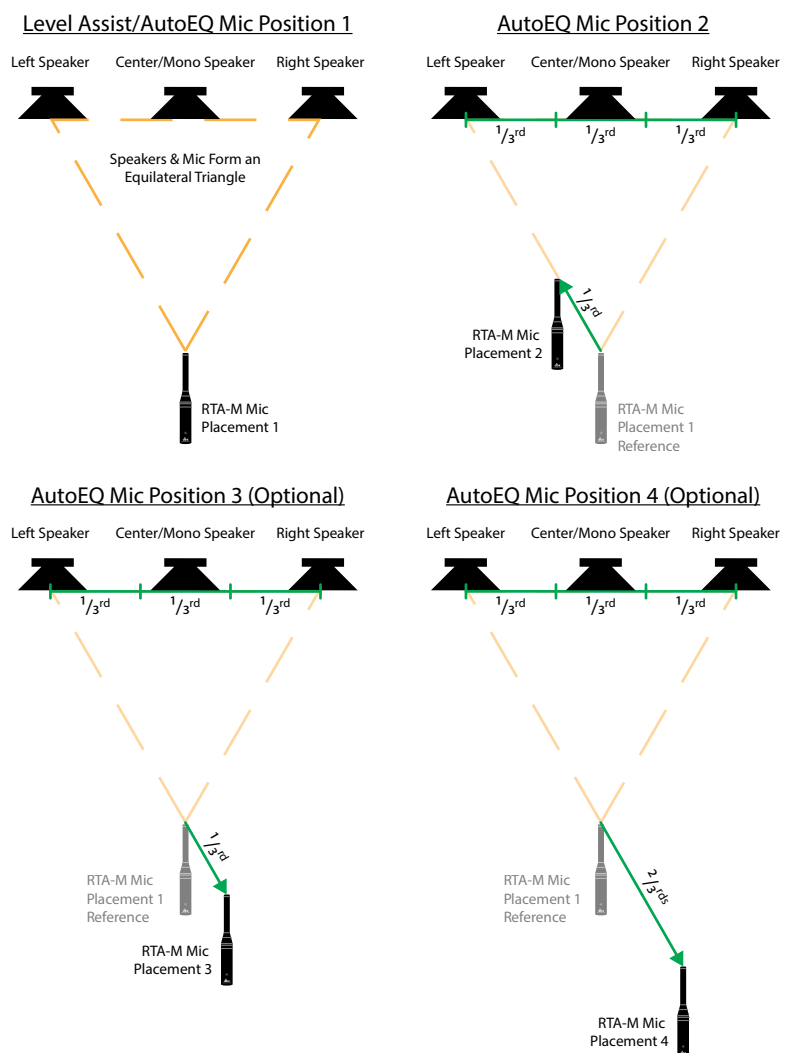 Level Assist/AutoEQ Mic Position 1
Left Speaker
Center/Mono Speaker
Right Speaker
Speakers & Mic Form an
Equilateral Triangle
RTA-M Mic
Placement 1
AutoEQ Mic Position 2
Left Speaker
Center/Mono Speaker
Right Speaker
1/3rd
1/3rd
1/3rd
1/3rd
RTA-M Mic
Placement 2
RTA-M Mic
Placement 1
Reference
AutoEQ Mic Position 3 (Optional)
Left Speaker
Center/Mono Speaker
Right Speaker
1/3rd
1/3rd
1/3rd
1/3rd
RTA-M Mic
Placement 1
Reference
RTA-M Mic
Placement 3
AutoEQ Mic Position 4 (Optional)
Left Speaker
Center/Mono Speaker
Right Speaker
1/3rd
1/3rd
1/3rd
2/3rds
RTA-M Mic
Placement 1
Reference
RTA-M Mic
Placement 4